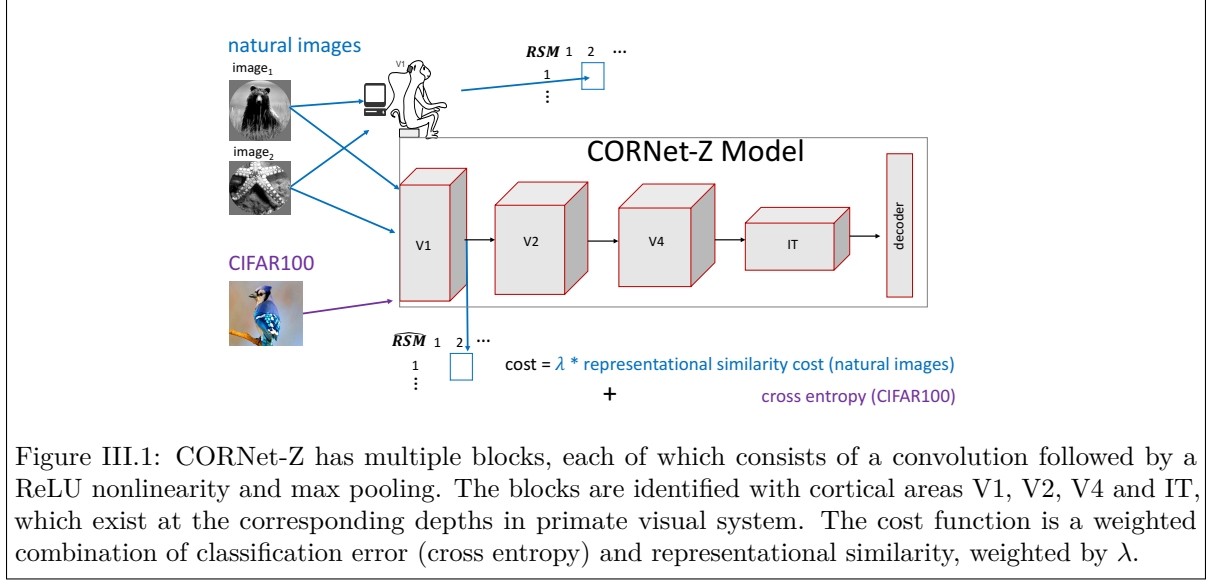 natural images
image1
V1
RSM 1 2 ...
1
⋮
image2
CORNet-Z Model
V1
V2
V4
IT
decoder
CIFAR100
R͡SM 1 2 ...
1
⋮
cost = λ * representational similarity cost (natural images)
+
cross entropy (CIFAR100)
Figure III.1: CORNet-Z has multiple blocks, each of which consists of a convolution followed by a
ReLU nonlinearity and max pooling. The blocks are identified with cortical areas V1, V2, V4 and IT,
which exist at the corresponding depths in primate visual system. The cost function is a weighted
combination of classification error (cross entropy) and representational similarity, weighted by λ.